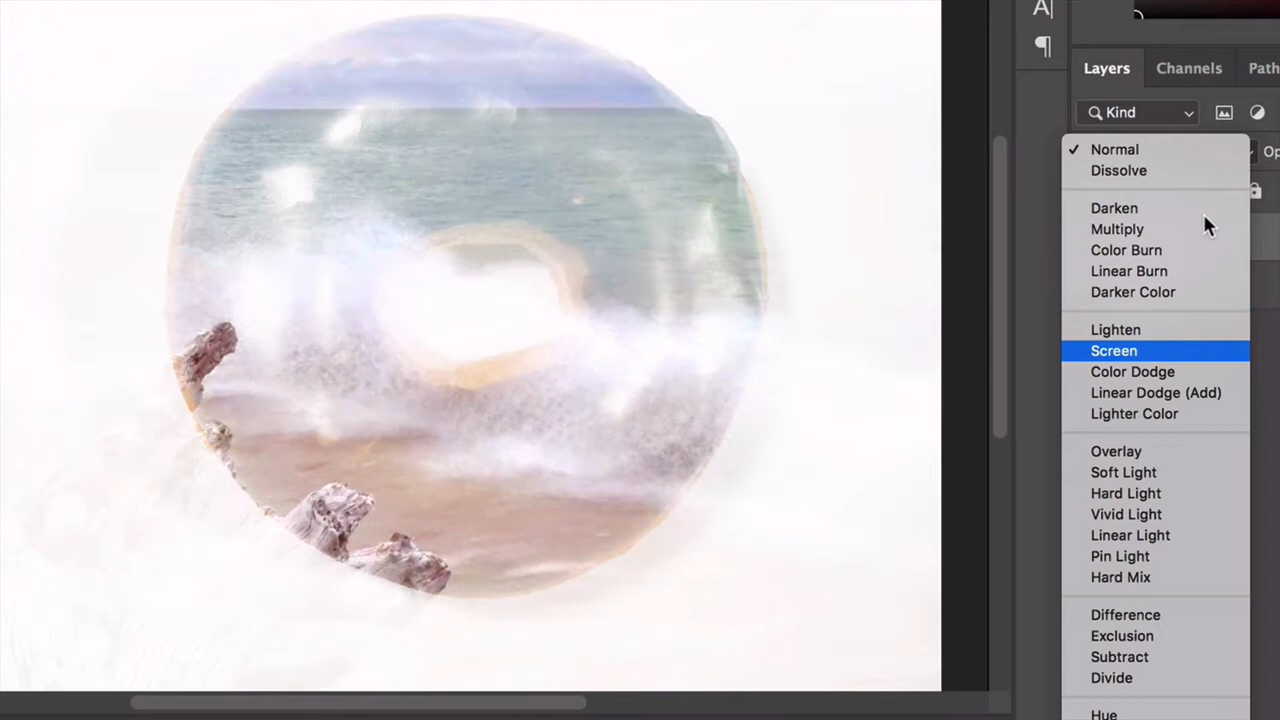 A|
¶
Layers Channels Path
Kind
Normal
Op
Dissolve
Darken
Multiply
Color Burn
Linear Burn
Darker Color
Lighten
Screen
Color Dodge
Linear Dodge (Add)
Lighter Color
Overlay
Soft Light
Hard Light
Vivid Light
Linear Light
Pin Light
Hard Mix
Difference
Exclusion
Subtract
Divide
Hue